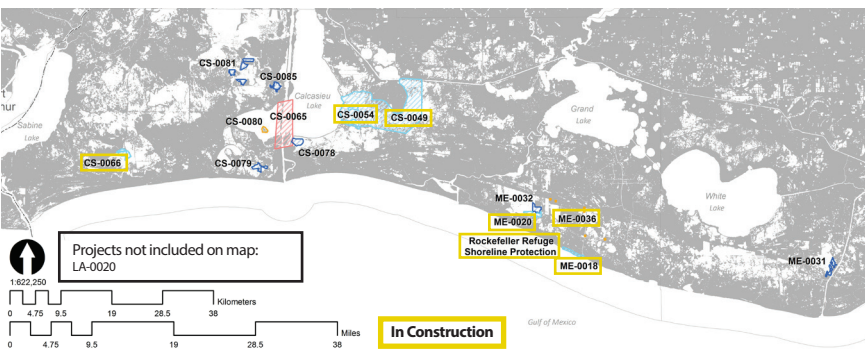 CS-0081
CS-0085
Calcasieu
Lake
CS-0065
CS-0080
CS-0054
CS-0049
CS-0078
CS-0079
CS-0066
Sabine
Lake
Grand
Lake
White
Lake
ME-0032
ME-0020
ME-0036
Rockefeller Refuge
Shoreline Protection
ME-0018
ME-0031
Projects not included on map:
LA-0020
1:622,250
Kilometers
0 4.75 9.5 19 28.5 38
Miles
0 4.75 9.5 19 28.5 38
In Construction
Gulf of Mexico